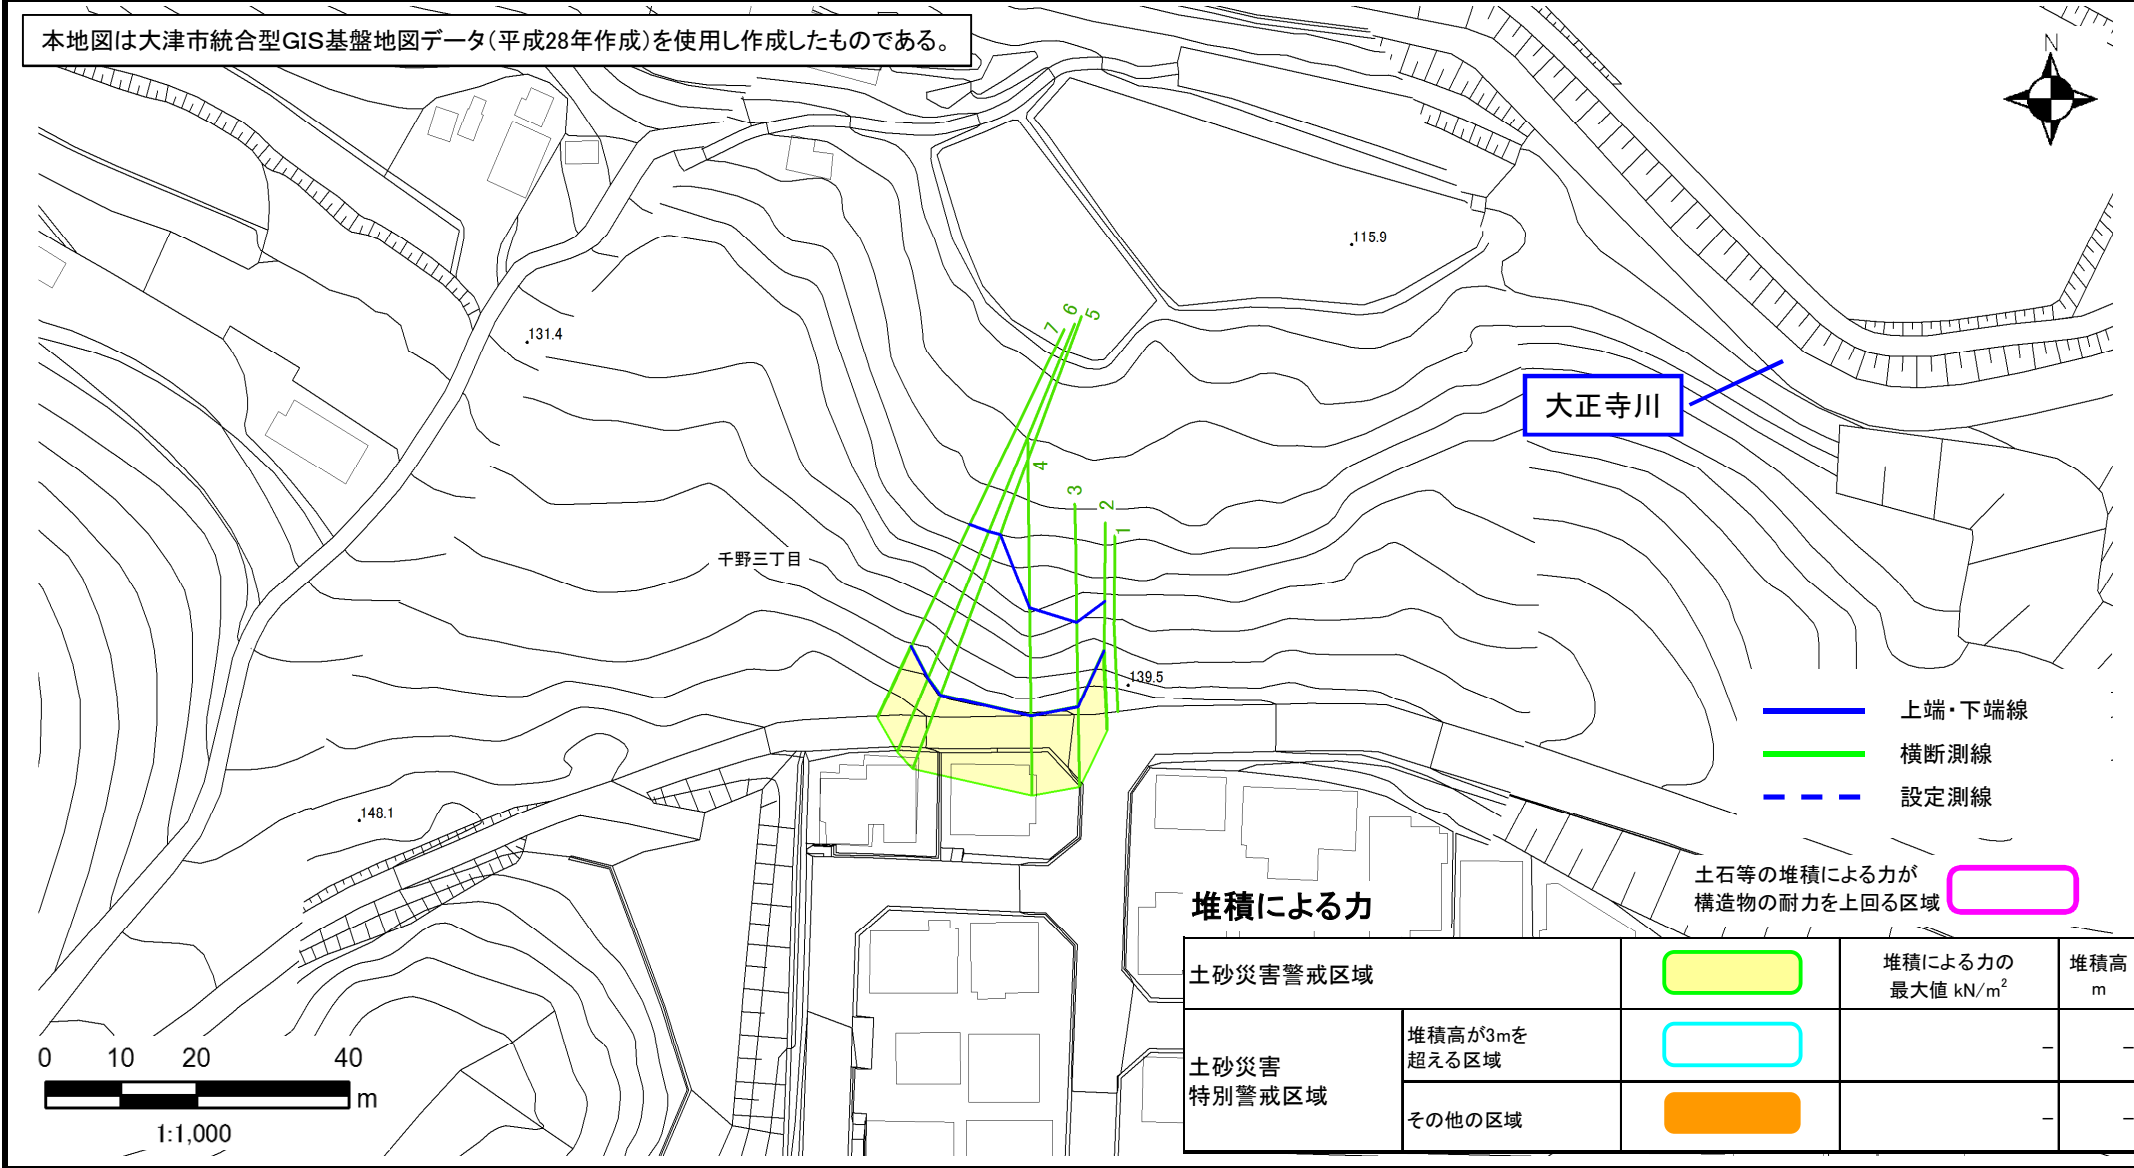 本地図は大津市統合型GIS基盤地図データ(平成28年作成)を使用し作成したものである。
N
115.9
131.4
7
6
5
4
3
2
1
大正寺川
千野三丁目
139.5
148.1
上端・下端線
横断測線
設定測線
土石等の堆積による力が
構造物の耐力を上回る区域
堆積による力
土砂災害警戒区域
堆積による力の
最大値 kN/m²
堆積高
m
土砂災害
特別警戒区域
堆積高が3mを
超える区域
－
－
その他の区域
－
－
0 10 20 40
m
1:1,000